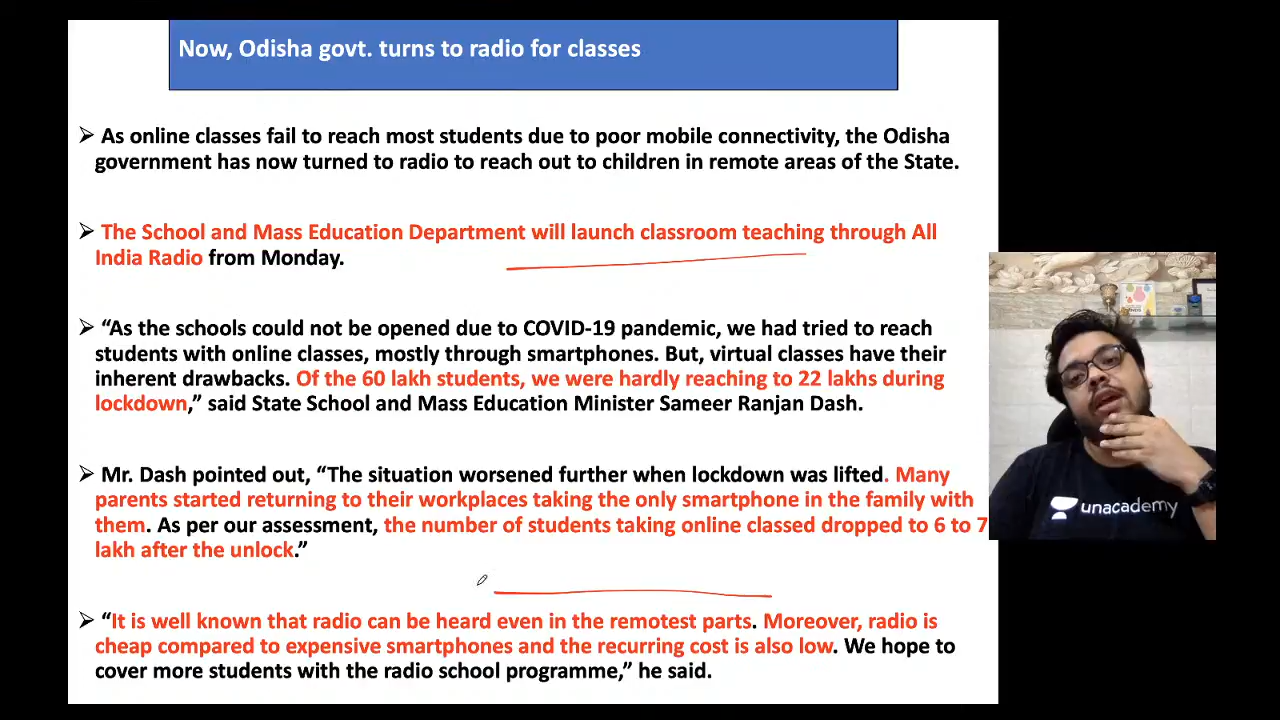 Now, Odisha govt. turns to radio for classes
As online classes fail to reach most students due to poor mobile connectivity, the Odisha
government has now turned to radio to reach out to children in remote areas of the State.
The School and Mass Education Department will launch classroom teaching through All
India Radio from Monday.
“As the schools could not be opened due to COVID-19 pandemic, we had tried to reach
students with online classes, mostly through smartphones. But, virtual classes have their
inherent drawbacks. Of the 60 lakh students, we were hardly reaching to 22 lakhs during
lockdown,” said State School and Mass Education Minister Sameer Ranjan Dash.
Mr. Dash pointed out, “The situation worsened further when lockdown was lifted. Many
parents started returning to their workplaces taking the only smartphone in the family with
them. As per our assessment, the number of students taking online classed dropped to 6 to 7
lakh after the unlock.”
“It is well known that radio can be heard even in the remotest parts. Moreover, radio is
cheap compared to expensive smartphones and the recurring cost is also low. We hope to
cover more students with the radio school programme,” he said.
unacademy